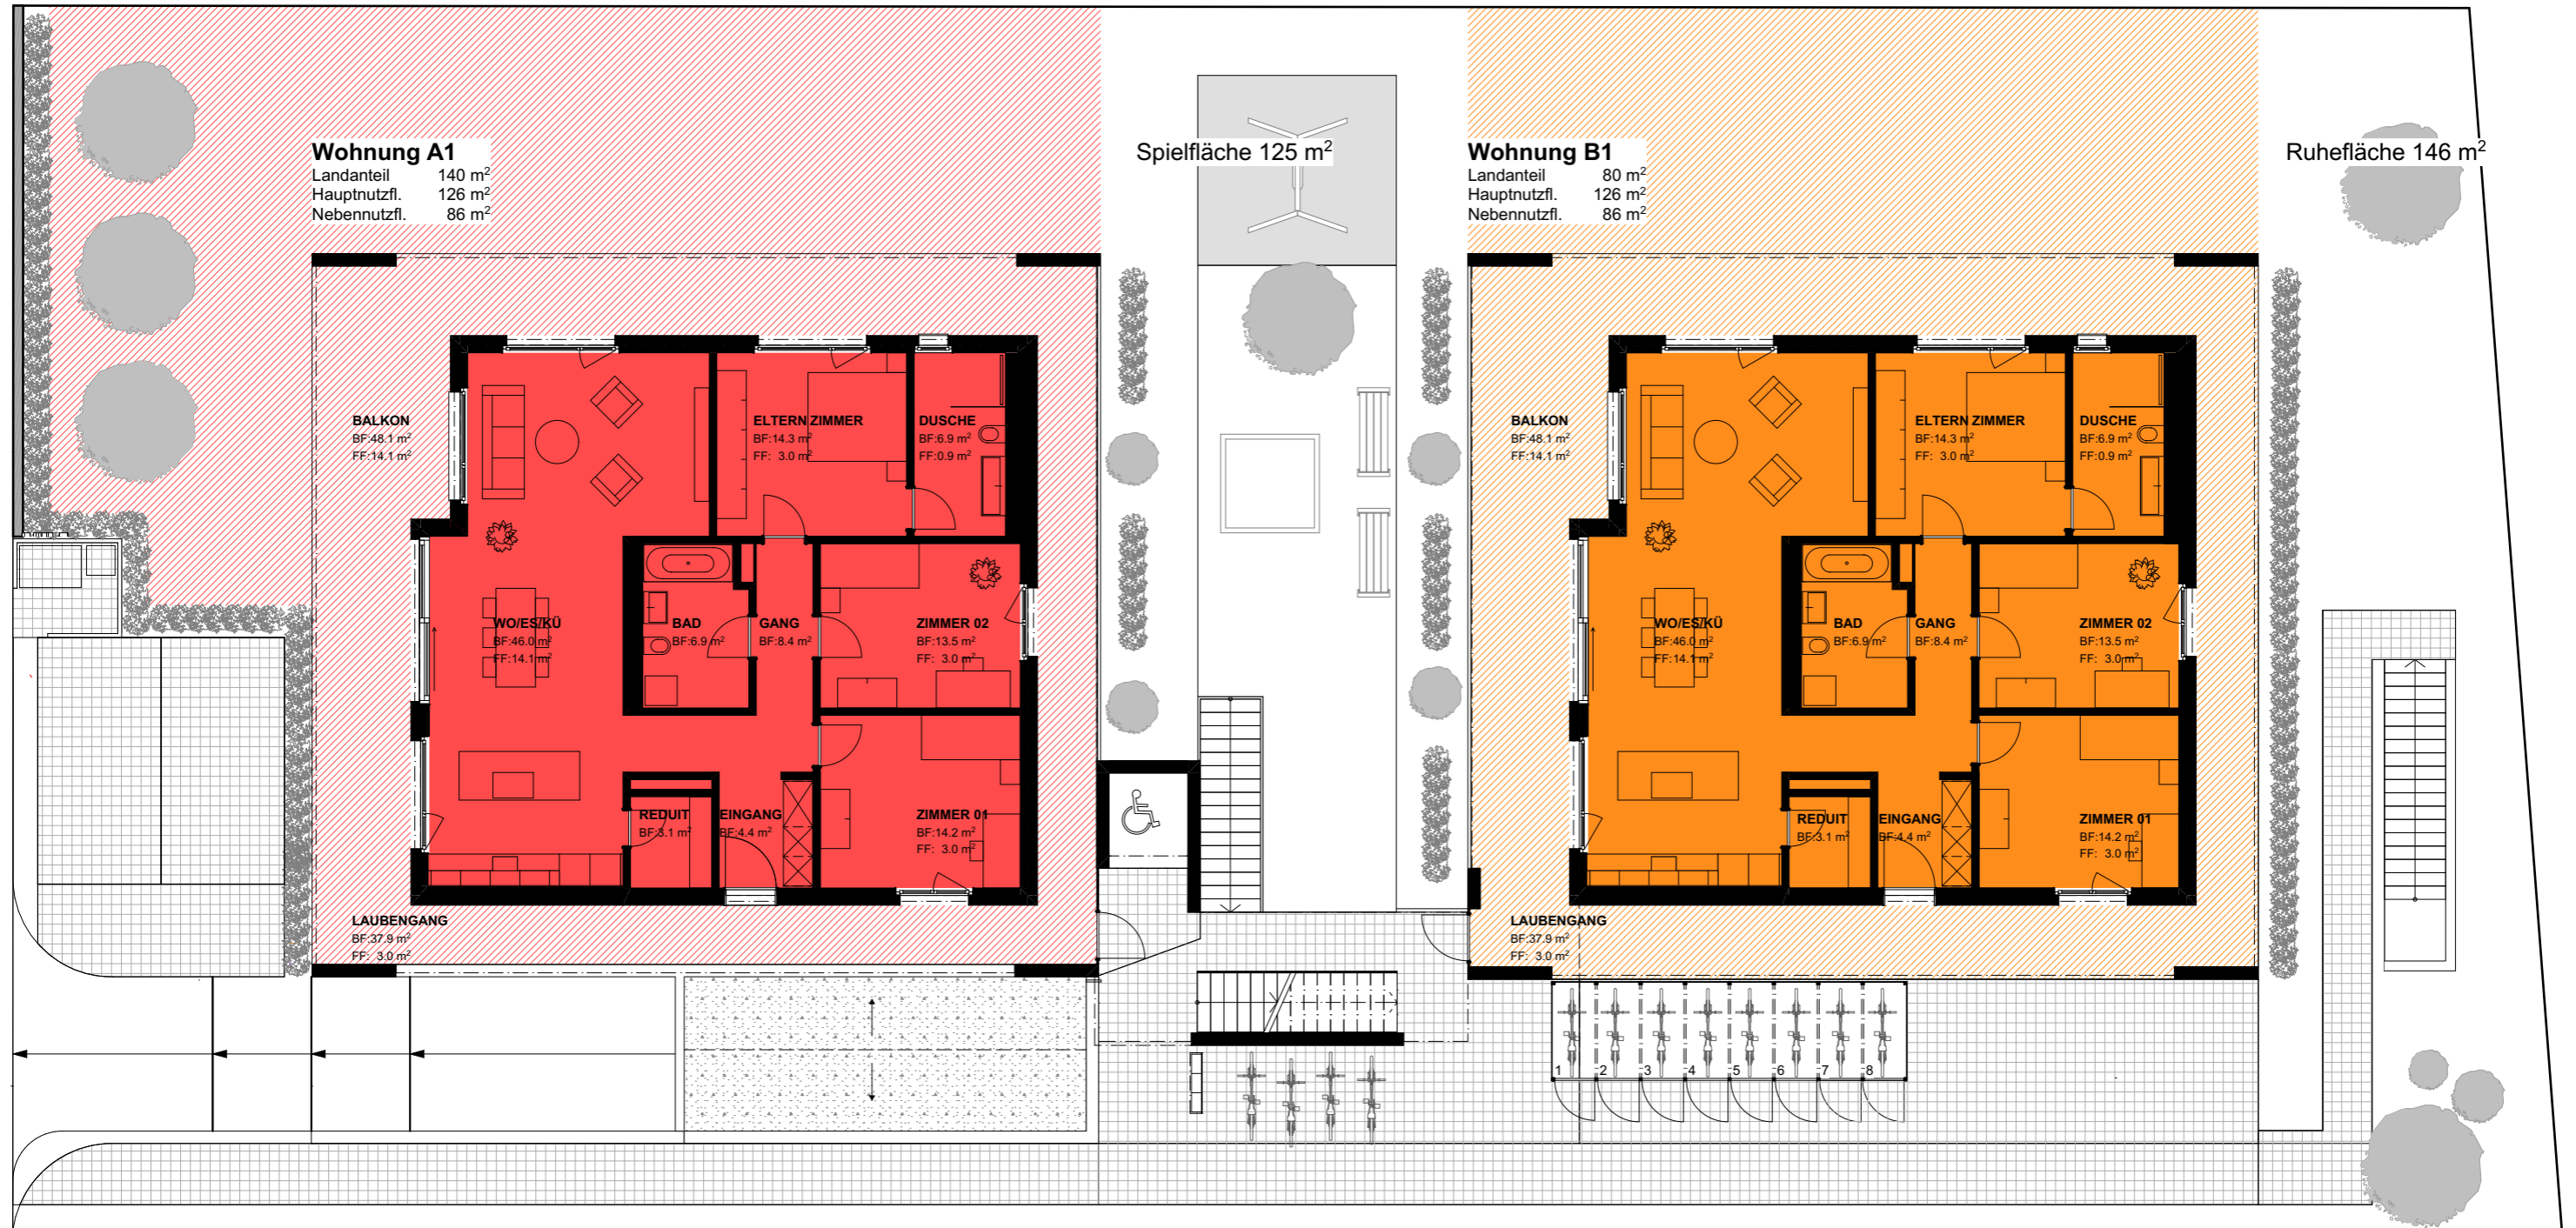 Wohnung A1
Landanteil 140 m²
Hauptnutzfl. 126 m²
Nebennutzfl. 86 m²
Spielfläche 125 m²
Wohnung B1
Landanteil 80 m²
Hauptnutzfl. 126 m²
Nebennutzfl. 86 m²
Ruhefläche 146 m²
BALKON
BF:48.1 m²
FF:14.1 m²
ELTERN ZIMMER
BF:14.3 m²
FF: 3.0 m²
DUSCHE
BF:6.9 m²
FF:0.9 m²
WO/ES/KÜ
BF:46.0 m²
FF:14.1 m²
BAD
BF:6.9 m²
GANG
BF:8.4 m²
ZIMMER 02
BF:13.5 m²
FF: 3.0 m²
REDUIT
BF:3.1 m²
EINGANG
BF:4.4 m²
ZIMMER 01
BF:14.2 m²
FF: 3.0 m²
LAUBENGANG
BF:37.9 m²
FF: 3.0 m²
BALKON
BF:48.1 m²
FF:14.1 m²
ELTERN ZIMMER
BF:14.3 m²
FF: 3.0 m²
DUSCHE
BF:6.9 m²
FF:0.9 m²
WO/ES/KÜ
BF:46.0 m²
FF:14.1 m²
BAD
BF:6.9 m²
GANG
BF:8.4 m²
ZIMMER 02
BF:13.5 m²
FF: 3.0 m²
REDUIT
BF:3.1 m²
EINGANG
BF:4.4 m²
ZIMMER 01
BF:14.2 m²
FF: 3.0 m²
LAUBENGANG
BF:37.9 m²
FF: 3.0 m²
1 2 3 4 5 6 7 8